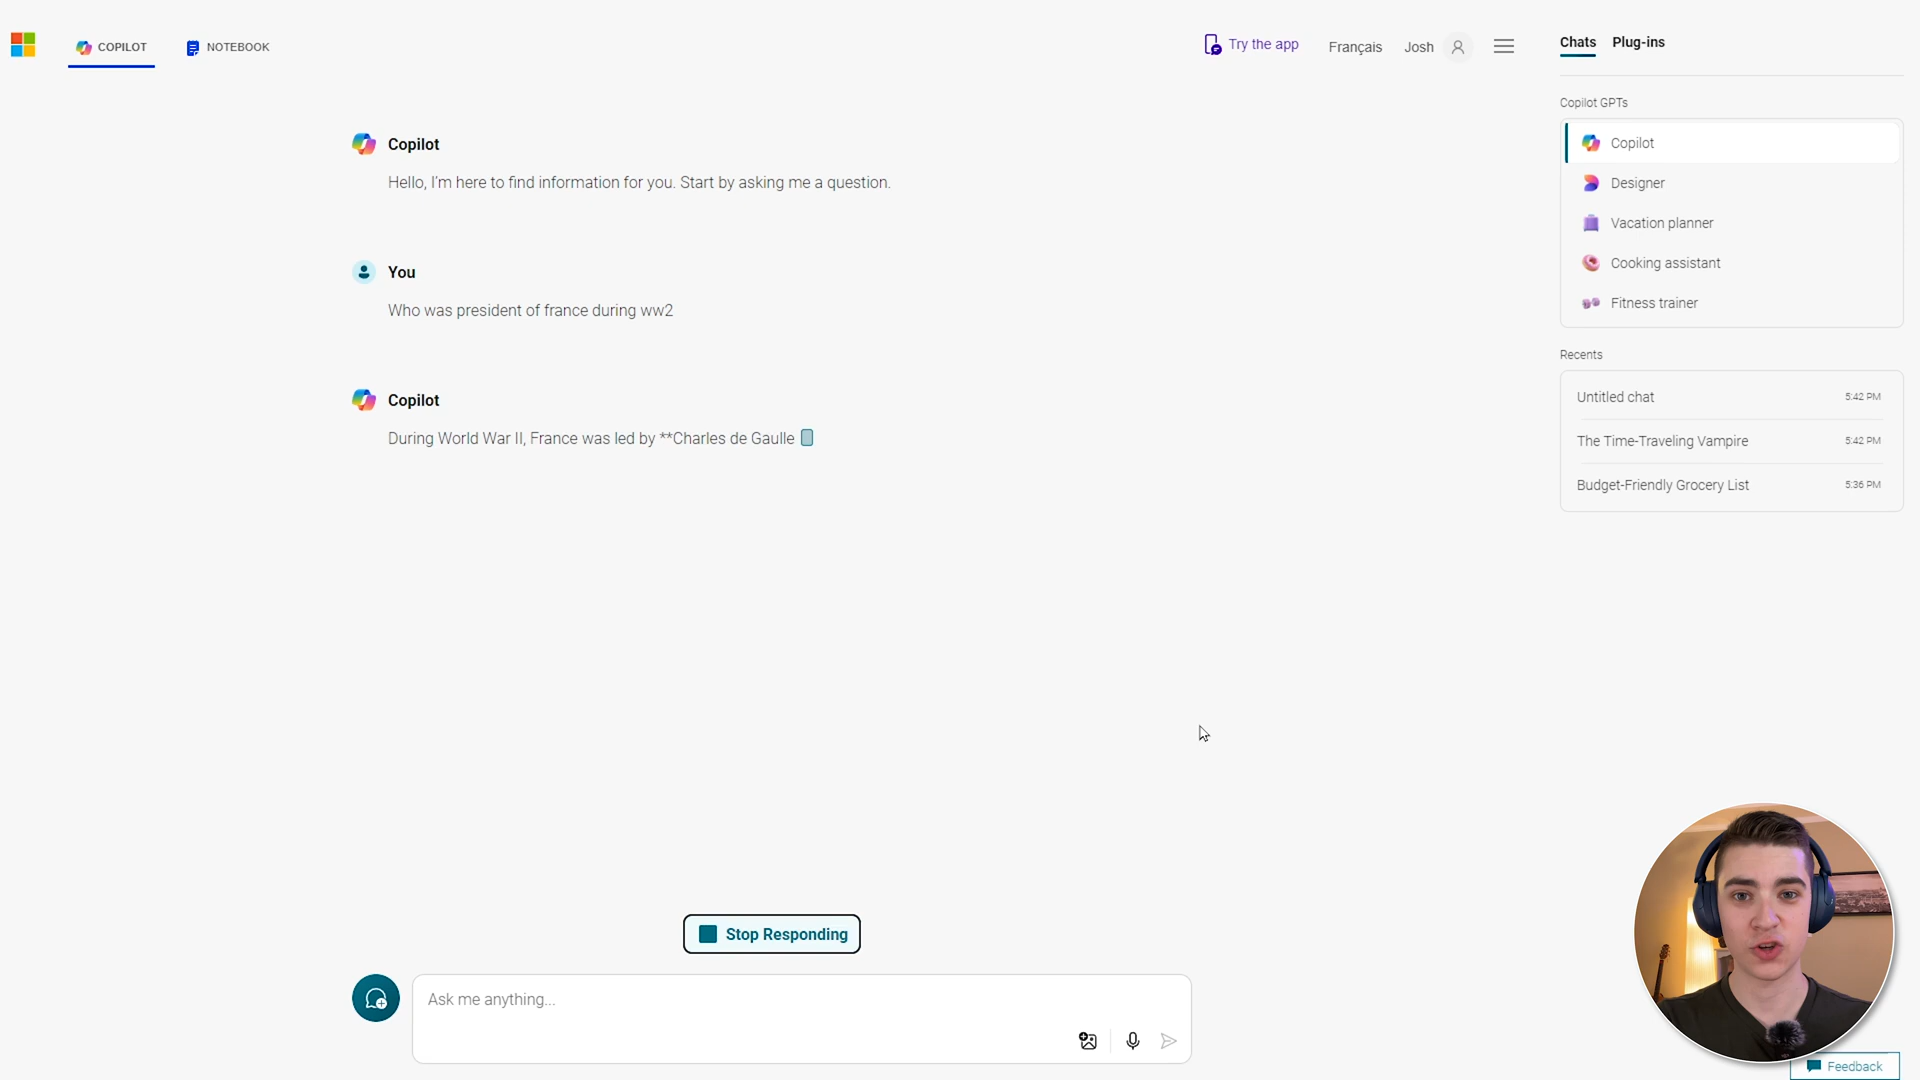 COPILOT
NOTEBOOK
Try the app
Français
Josh
Chats
Plug-ins
Copilot GPTs
Copilot
Designer
Vacation planner
Cooking assistant
Fitness trainer
Recents
Untitled chat
5:42 PM
The Time-Traveling Vampire
5:42 PM
Budget-Friendly Grocery List
5:36 PM
Copilot
Hello, I'm here to find information for you. Start by asking me a question.
You
Who was president of france during ww2
Copilot
During World War II, France was led by **Charles de Gaulle
Stop Responding
Ask me anything...
Feedback